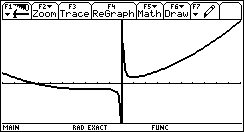 F1 F2 F3 F4 F5 F6 F7
Zoom Trace ReGraph Math Draw
MAIN RAD EXACT FUNC